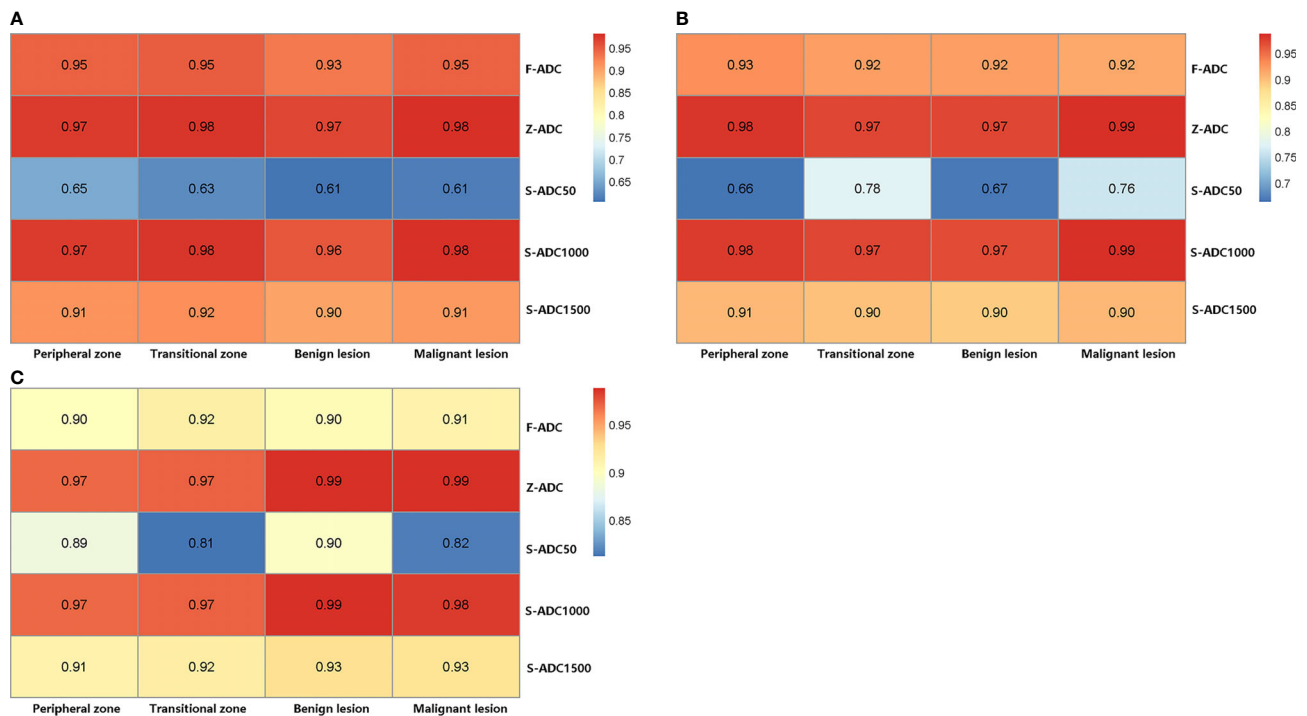 A
0.95 0.95 0.93 0.95 F-ADC
0.97 0.98 0.97 0.98 Z-ADC
0.65 0.63 0.61 0.61 S-ADC50
0.97 0.98 0.96 0.98 S-ADC1000
0.91 0.92 0.90 0.91 S-ADC1500
Peripheral zone Transitional zone Benign lesion Malignant lesion
0.95
0.9
0.85
0.8
0.75
0.7
0.65
B
0.93 0.92 0.92 0.92 F-ADC
0.98 0.97 0.97 0.99 Z-ADC
0.66 0.78 0.67 0.76 S-ADC50
0.98 0.97 0.97 0.99 S-ADC1000
0.91 0.90 0.90 0.90 S-ADC1500
Peripheral zone Transitional zone Benign lesion Malignant lesion
0.95
0.9
0.85
0.8
0.75
0.7
C
0.90 0.92 0.90 0.91 F-ADC
0.97 0.97 0.99 0.99 Z-ADC
0.89 0.81 0.90 0.82 S-ADC50
0.97 0.97 0.99 0.98 S-ADC1000
0.91 0.92 0.93 0.93 S-ADC1500
Peripheral zone Transitional zone Benign lesion Malignant lesion
0.95
0.9
0.85